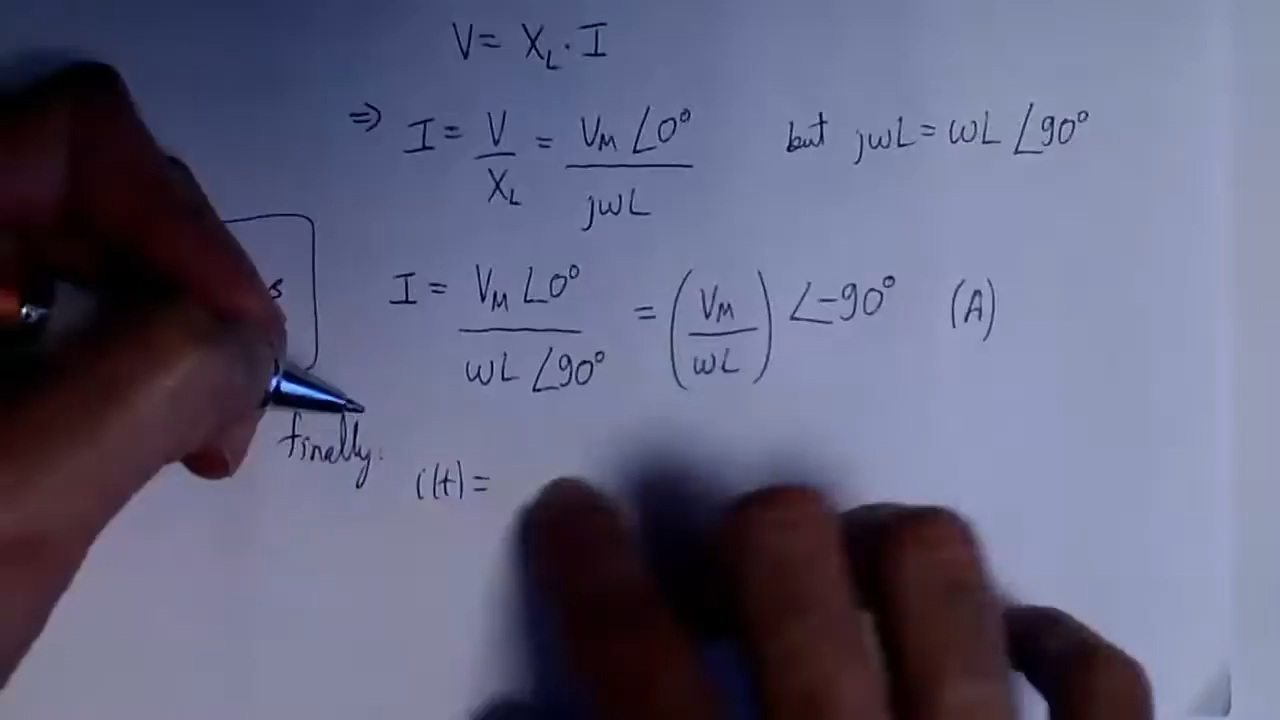 V = X_L · I
⇒ I = V / X_L = V_M ∠0° / jωL but jωL = ωL ∠90°
I = V_M ∠0° / ωL ∠90° = (V_M / ωL) ∠-90° (A)
finally:
i(t) =